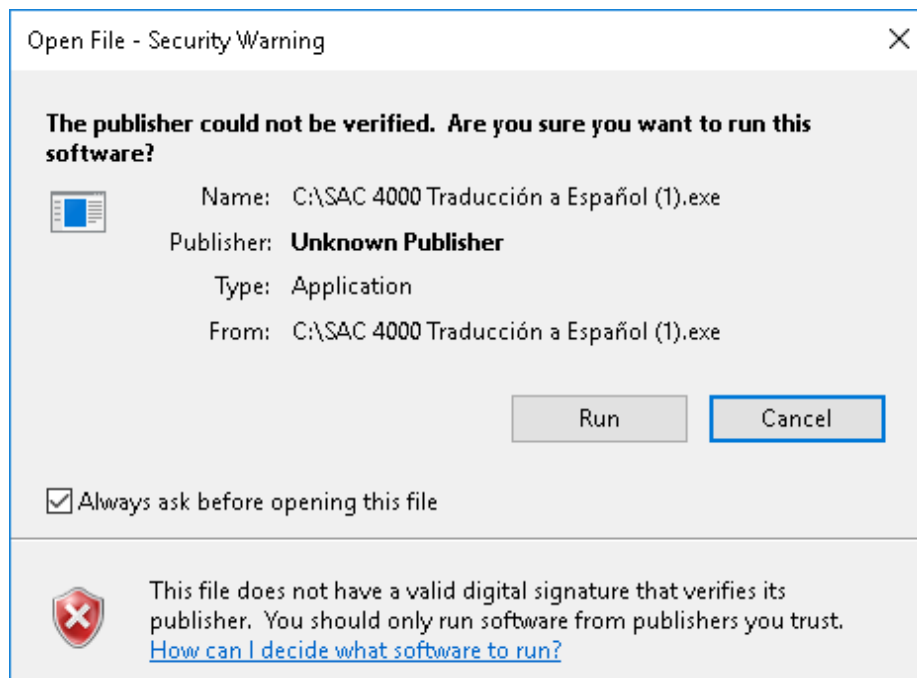 Open File - Security Warning
The publisher could not be verified.  Are you sure you want to run this
software?
Name: C:\SAC 4000 Traducción a Español (1).exe
Publisher: Unknown Publisher
Type: Application
From: C:\SAC 4000 Traducción a Español (1).exe
Run Cancel
Always ask before opening this file
This file does not have a valid digital signature that verifies its
publisher.  You should only run software from publishers you trust.
How can I decide what software to run?